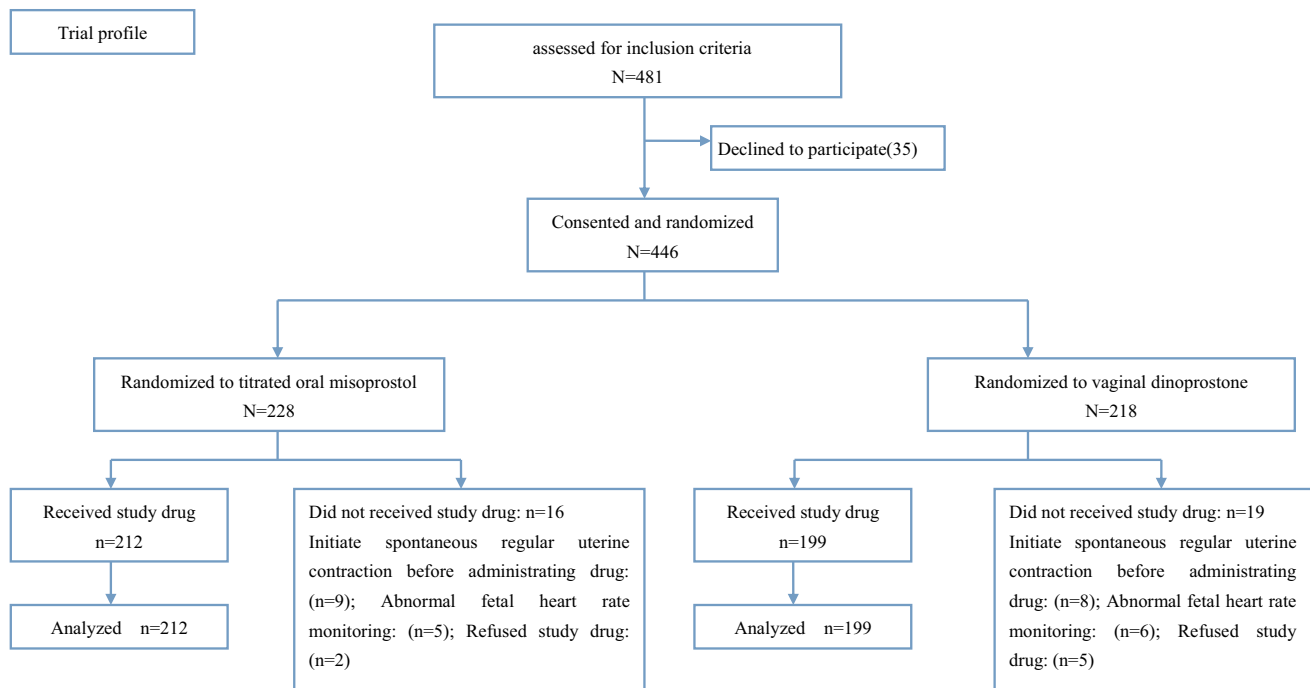 Trial profile
assessed for inclusion criteria
N=481
Declined to participate(35)
Consented and randomized
N=446
Randomized to titrated oral misoprostol
N=228
Randomized to vaginal dinoprostone
N=218
Received study drug
n=212
Did not received study drug: n=16
Initiate spontaneous regular uterine
contraction before administrating drug:
(n=9); Abnormal fetal heart rate
monitoring: (n=5); Refused study drug:
(n=2)
Received study drug
n=199
Did not received study drug: n=19
Initiate spontaneous regular uterine
contraction before administrating
drug: (n=8); Abnormal fetal heart rate
monitoring: (n=6); Refused study
drug: (n=5)
Analyzed n=212
Analyzed n=199